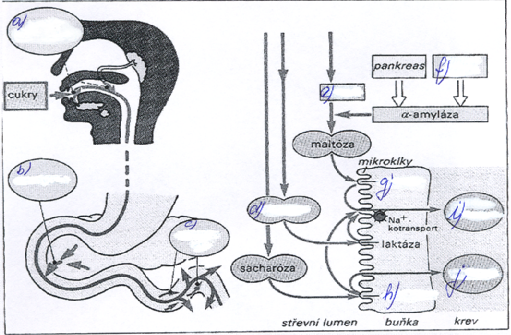 a)
pankreas
f)
cukry
e)
α-amyláza
maltóza
mikroklky
b)
g)
d)
i)
Na⁺-
kotransport
c)
laktáza
sacharóza
j)
h)
střevní lumen
buňka
krev